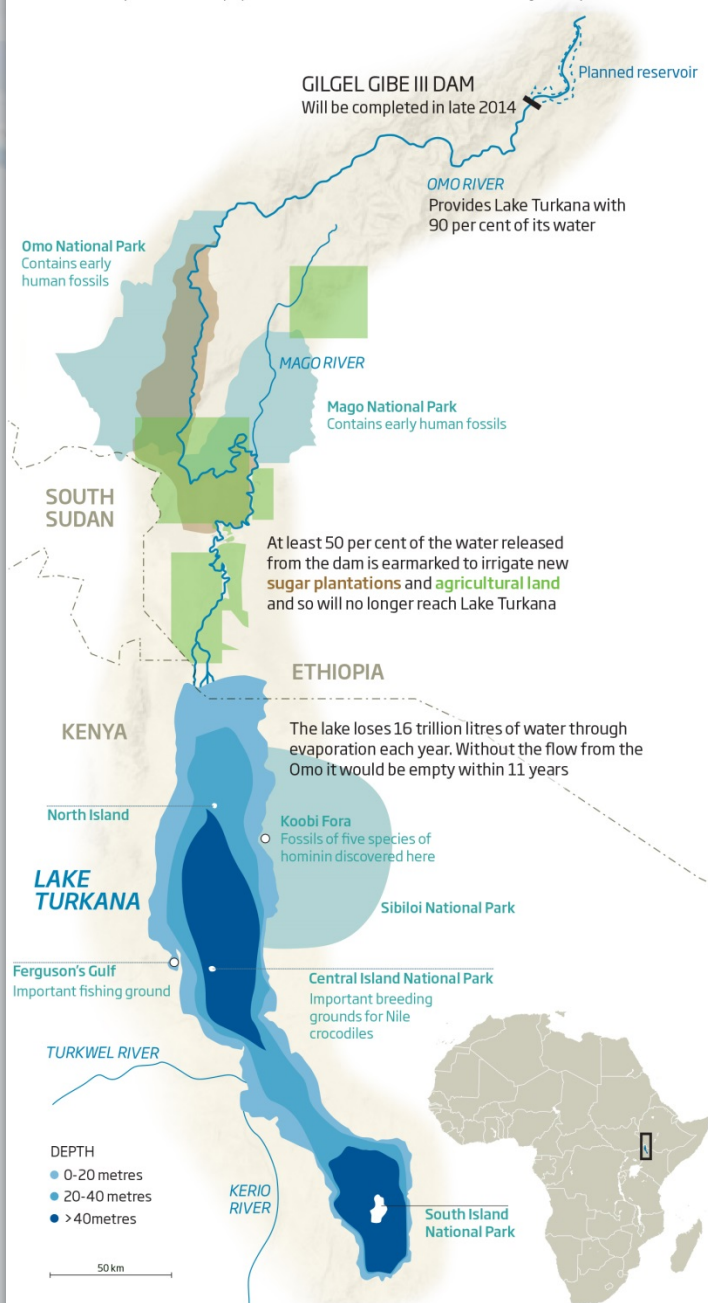 GILGEL GIBE III DAM
Will be completed in late 2014
Planned reservoir
OMO RIVER
Provides Lake Turkana with
90 per cent of its water
Omo National Park
Contains early
human fossils
MAGO RIVER
Mago National Park
Contains early human fossils
SOUTH
SUDAN
At least 50 per cent of the water released
from the dam is earmarked to irrigate new
sugar plantations and agricultural land
and so will no longer reach Lake Turkana
ETHIOPIA
KENYA
The lake loses 16 trillion litres of water through
evaporation each year. Without the flow from the
Omo it would be empty within 11 years
North Island
Koobi Fora
Fossils of five species of
hominin discovered here
LAKE
TURKANA
Sibiloi National Park
Ferguson's Gulf
Important fishing ground
Central Island National Park
Important breeding
grounds for Nile
crocodiles
TURKWEL RIVER
DEPTH
0-20 metres
20-40 metres
>40metres
KERIO
RIVER
South Island
National Park
50 km